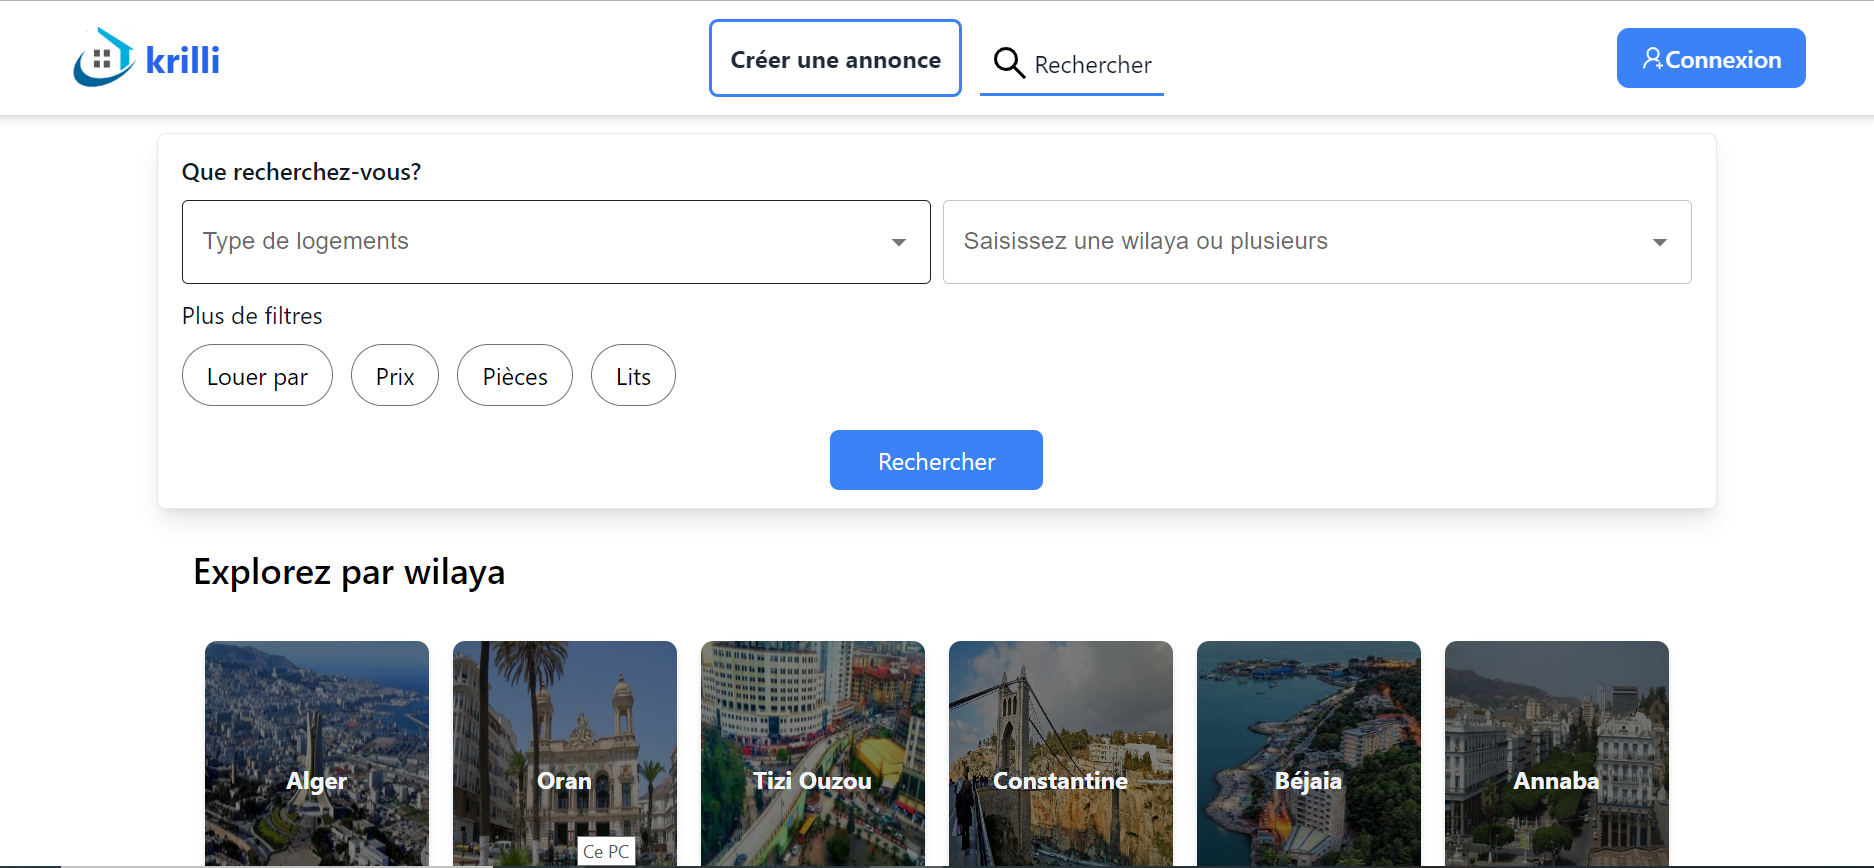 krilli
Créer une annonce
Rechercher
Connexion
Que recherchez-vous?
Type de logements
Saisissez une wilaya ou plusieurs
Plus de filtres
Louer par
Prix
Pièces
Lits
Rechercher
Explorez par wilaya
Alger
Oran
Tizi Ouzou
Constantine
Béjaia
Annaba
Ce PC